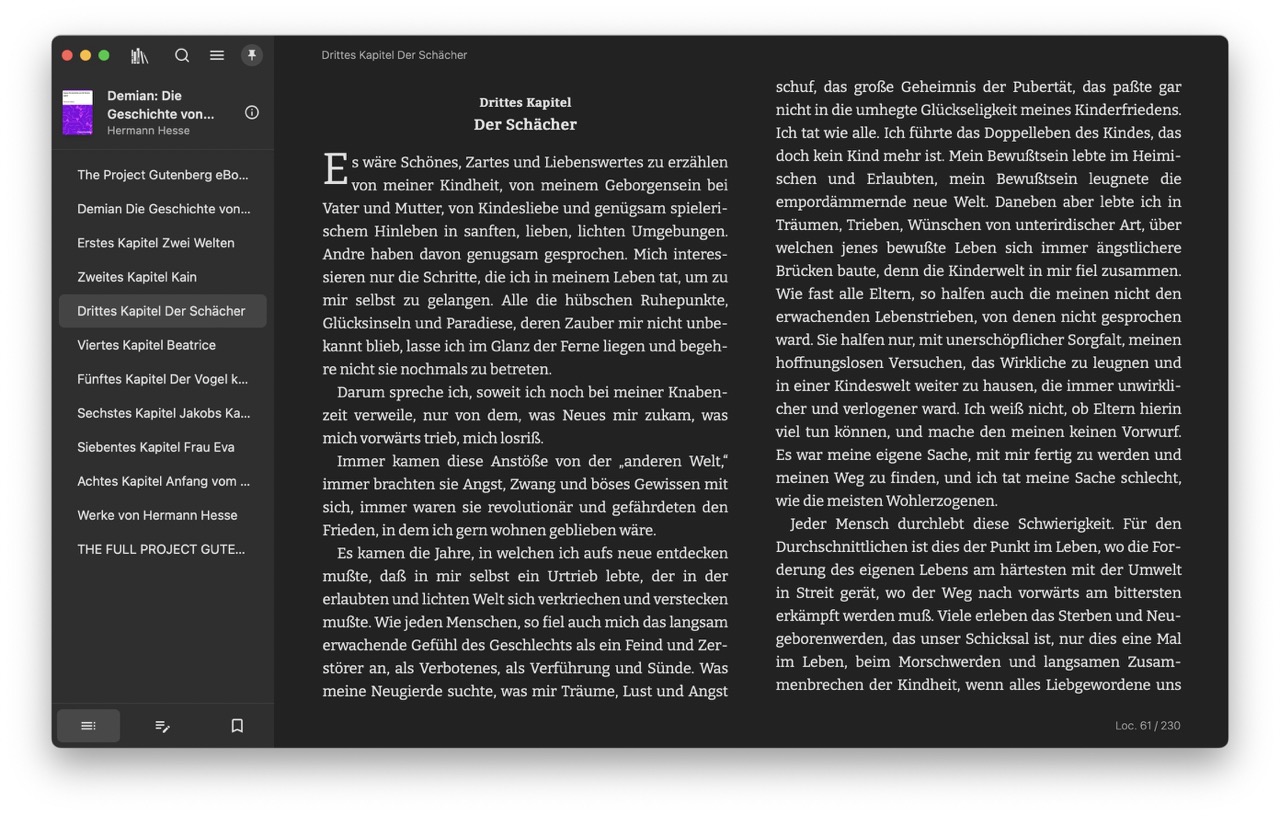 Demian: Die
Geschichte von...
Hermann Hesse
The Project Gutenberg eBo...
Demian Die Geschichte von...
Erstes Kapitel Zwei Welten
Zweites Kapitel Kain
Drittes Kapitel Der Schächer
Viertes Kapitel Beatrice
Fünftes Kapitel Der Vogel k...
Sechstes Kapitel Jakobs Ka...
Siebentes Kapitel Frau Eva
Achtes Kapitel Anfang vom ...
Werke von Hermann Hesse
THE FULL PROJECT GUTE...
Drittes Kapitel Der Schächer
Drittes Kapitel
Der Schächer
Es wäre Schönes, Zartes und Liebenswertes zu erzählen
von meiner Kindheit, von meinem Geborgensein bei
Vater und Mutter, von Kindesliebe und genügsam spieleri-
schem Hinleben in sanften, lieben, lichten Umgebungen.
Andre haben davon genugsam gesprochen. Mich interes-
sieren nur die Schritte, die ich in meinem Leben tat, um zu
mir selbst zu gelangen. Alle die hübschen Ruhepunkte,
Glücksinseln und Paradiese, deren Zauber mir nicht unbe-
kannt blieb, lasse ich im Glanz der Ferne liegen und begeh-
re nicht sie nochmals zu betreten.
Darum spreche ich, soweit ich noch bei meiner Knaben-
zeit verweile, nur von dem, was Neues mir zukam, was
mich vorwärts trieb, mich losriß.
Immer kamen diese Anstöße von der „anderen Welt,“
immer brachten sie Angst, Zwang und böses Gewissen mit
sich, immer waren sie revolutionär und gefährdeten den
Frieden, in dem ich gern wohnen geblieben wäre.
Es kamen die Jahre, in welchen ich aufs neue entdecken
mußte, daß in mir selbst ein Urtrieb lebte, der in der
erlaubten und lichten Welt sich verkriechen und verstecken
mußte. Wie jeden Menschen, so fiel auch mich das langsam
erwachende Gefühl des Geschlechts als ein Feind und Zer-
störer an, als Verbotenes, als Verführung und Sünde. Was
meine Neugierde suchte, was mir Träume, Lust und Angst
schuf, das große Geheimnis der Pubertät, das paßte gar
nicht in die umhegte Glückseligkeit meines Kinderfriedens.
Ich tat wie alle. Ich führte das Doppelleben des Kindes, das
doch kein Kind mehr ist. Mein Bewußtsein lebte im Heimi-
schen und Erlaubten, mein Bewußtsein leugnete die
empordämmernde neue Welt. Daneben aber lebte ich in
Träumen, Trieben, Wünschen von unterirdischer Art, über
welchen jenes bewußte Leben sich immer ängstlichere
Brücken baute, denn die Kinderwelt in mir fiel zusammen.
Wie fast alle Eltern, so halfen auch die meinen nicht den
erwachenden Lebenstrieben, von denen nicht gesprochen
ward. Sie halfen nur, mit unerschöpflicher Sorgfalt, meinen
hoffnungslosen Versuchen, das Wirkliche zu leugnen und
in einer Kindeswelt weiter zu hausen, die immer unwirkli-
cher und verlogener ward. Ich weiß nicht, ob Eltern hierin
viel tun können, und mache den meinen keinen Vorwurf.
Es war meine eigene Sache, mit mir fertig zu werden und
meinen Weg zu finden, und ich tat meine Sache schlecht,
wie die meisten Wohlerzogenen.
Jeder Mensch durchlebt diese Schwierigkeit. Für den
Durchschnittlichen ist dies der Punkt im Leben, wo die For-
derung des eigenen Lebens am härtesten mit der Umwelt
in Streit gerät, wo der Weg nach vorwärts am bittersten
erkämpft werden muß. Viele erleben das Sterben und Neu-
geborenwerden, das unser Schicksal ist, nur dies eine Mal
im Leben, beim Morschwerden und langsamen Zusam-
menbrechen der Kindheit, wenn alles Liebgewordene uns
Loc. 61 / 230